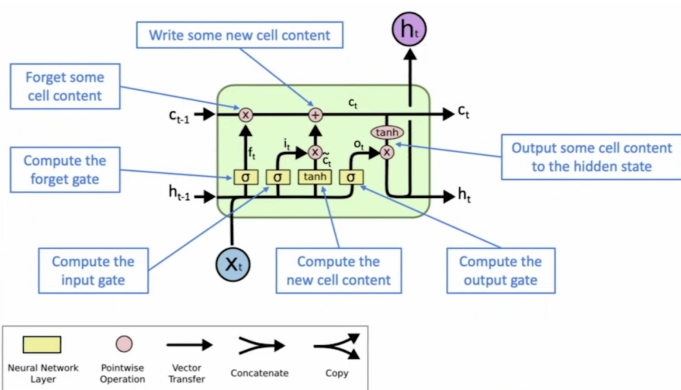 hₜ
Write some new cell content
Forget some
cell content
cₜ₋₁
x
+
cₜ
cₜ
tanh
Output some cell content
to the hidden state
fₜ
iₜ
x
c̃ₜ
oₜ
x
Compute the
forget gate
σ
σ
tanh
σ
hₜ₋₁
hₜ
Xₜ
Compute the
input gate
Compute the
new cell content
Compute the
output gate
Neural Network
Layer
Pointwise
Operation
Vector
Transfer
Concatenate
Copy